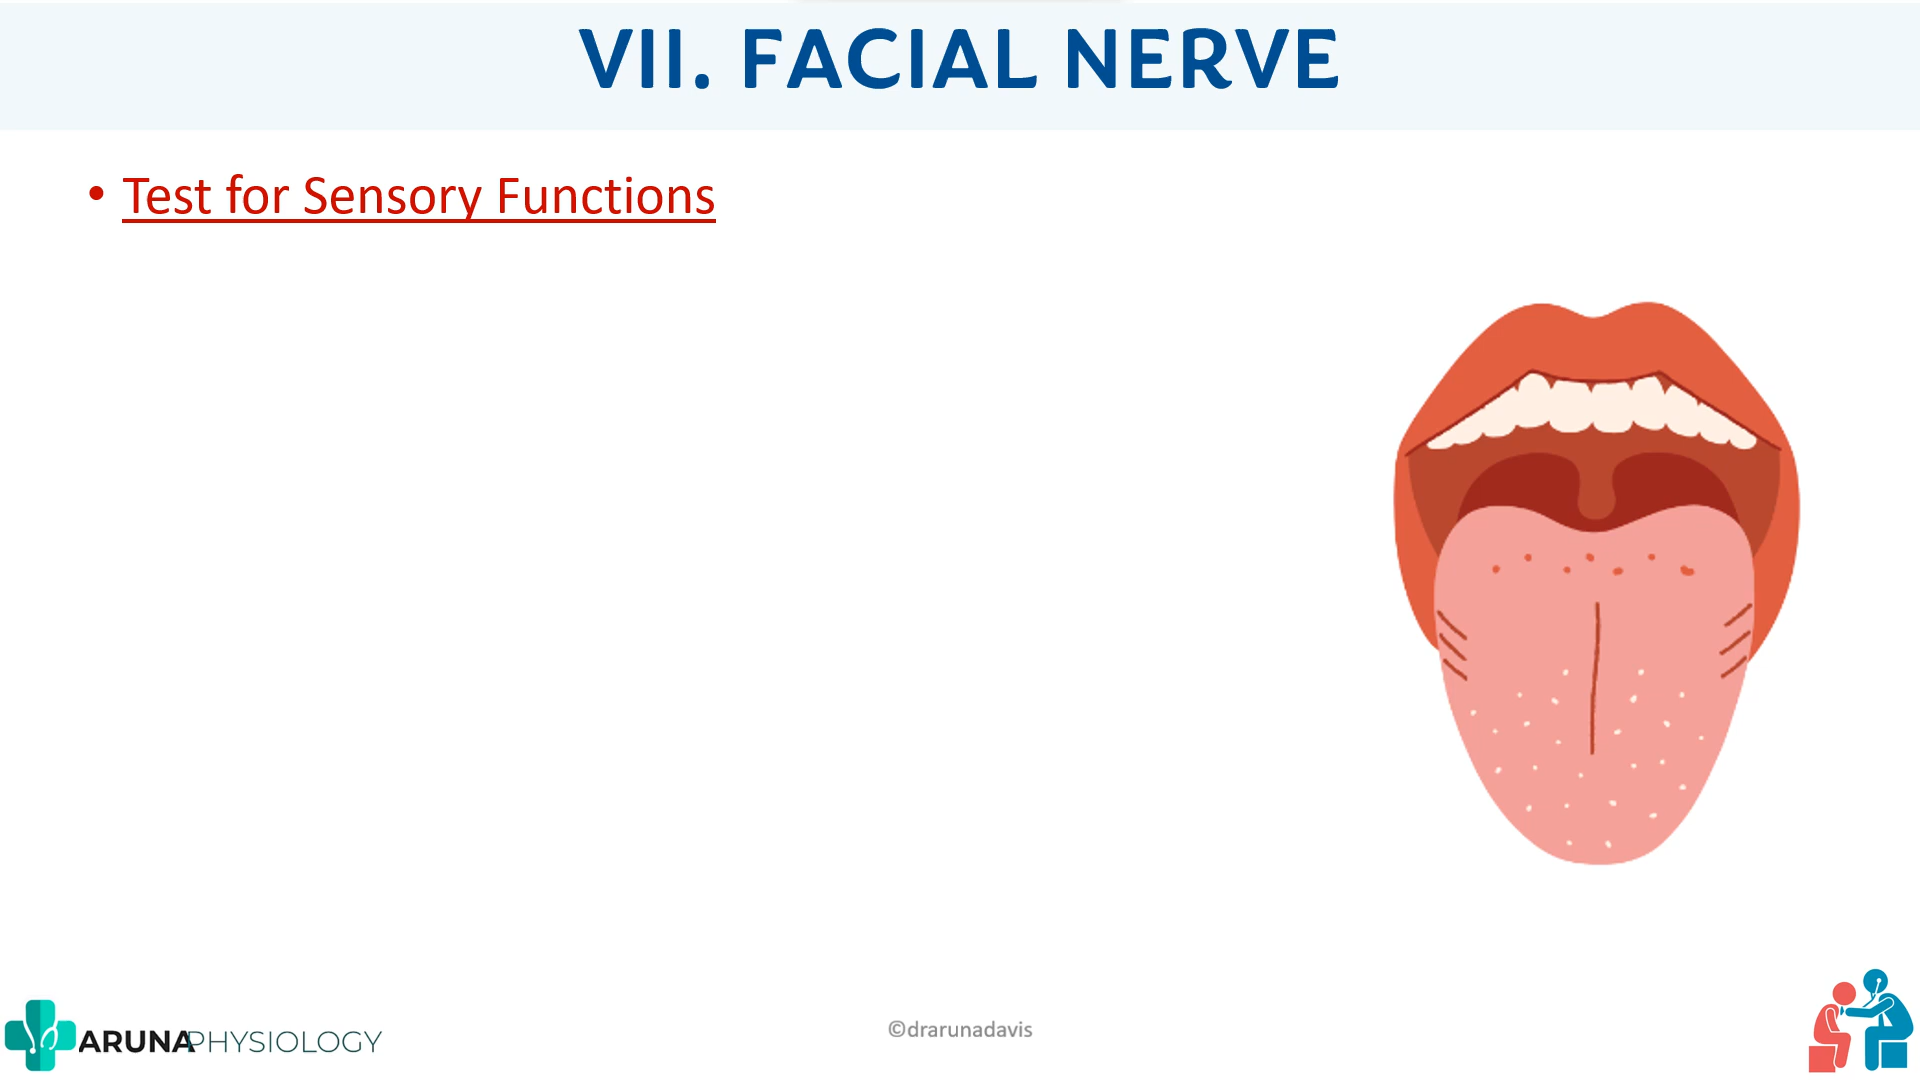 VII. FACIAL NERVE
• Test for Sensory Functions
ARUNAPHYSIOLOGY
©drarunadavis